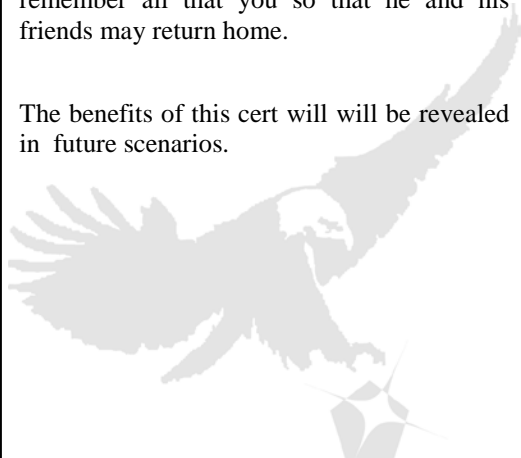 remember all that you so that he and his
friends may return home.
The benefits of this cert will will be revealed
in future scenarios.